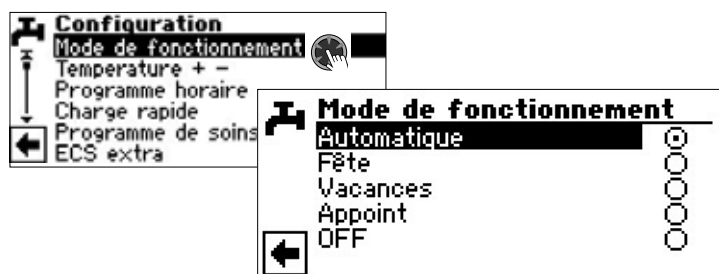 Configuration
Mode de fonctionnement
Temperature + -
Programme horaire
Charge rapide
Programme de soins
ECS extra
Mode de fonctionnement
Automatique
Fête
Vacances
Appoint
OFF